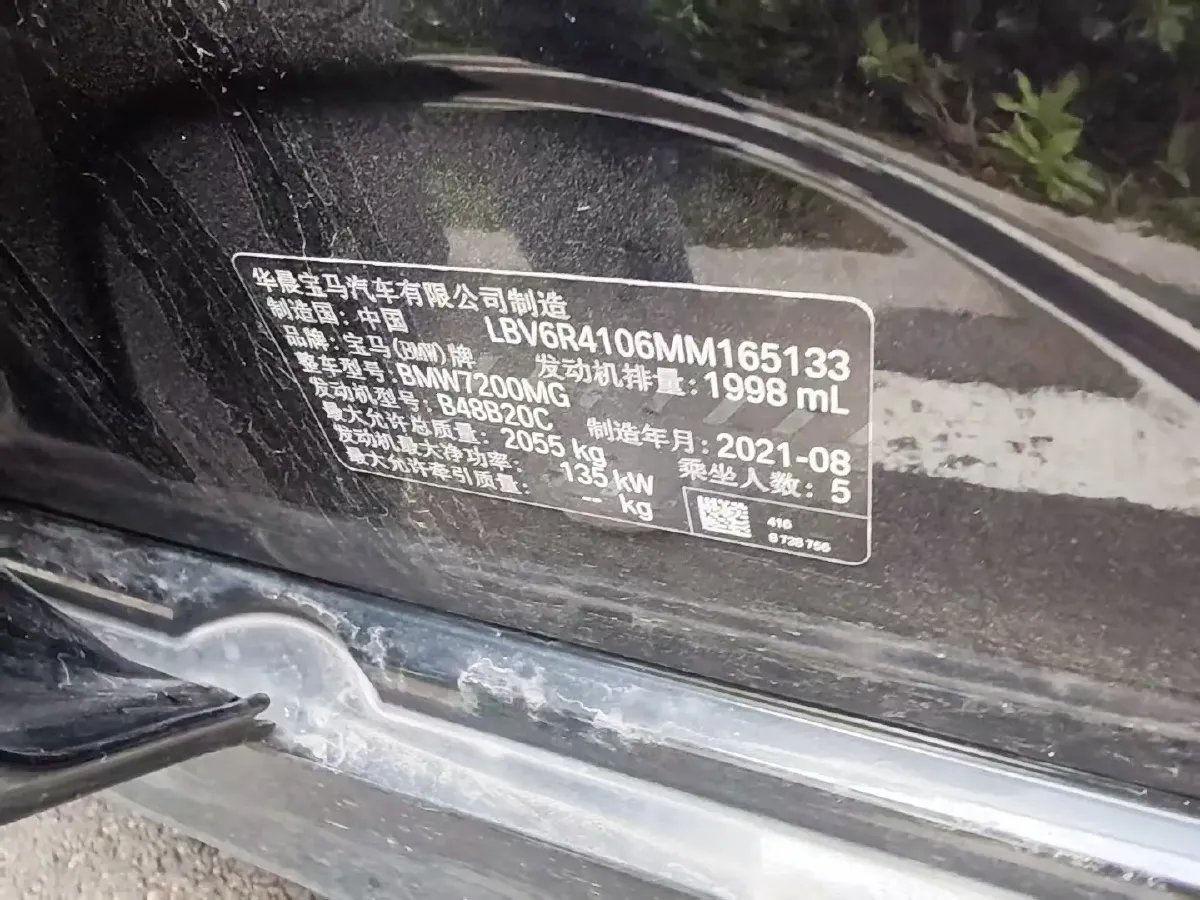 华晨宝马汽车有限公司制造
制造国：中国 LBV6R4106MM165133
品牌：宝马(BMW)牌 发动机排量：1998 mL
整车型号：BMW7200MG
发动机型号：B48B20C 制造年月：2021-08
最大允许总质量：2055 kg 乘坐人数：5
发动机最大净功率：135 kW
最大允许牵引质量：-- kg
416
6 728 756